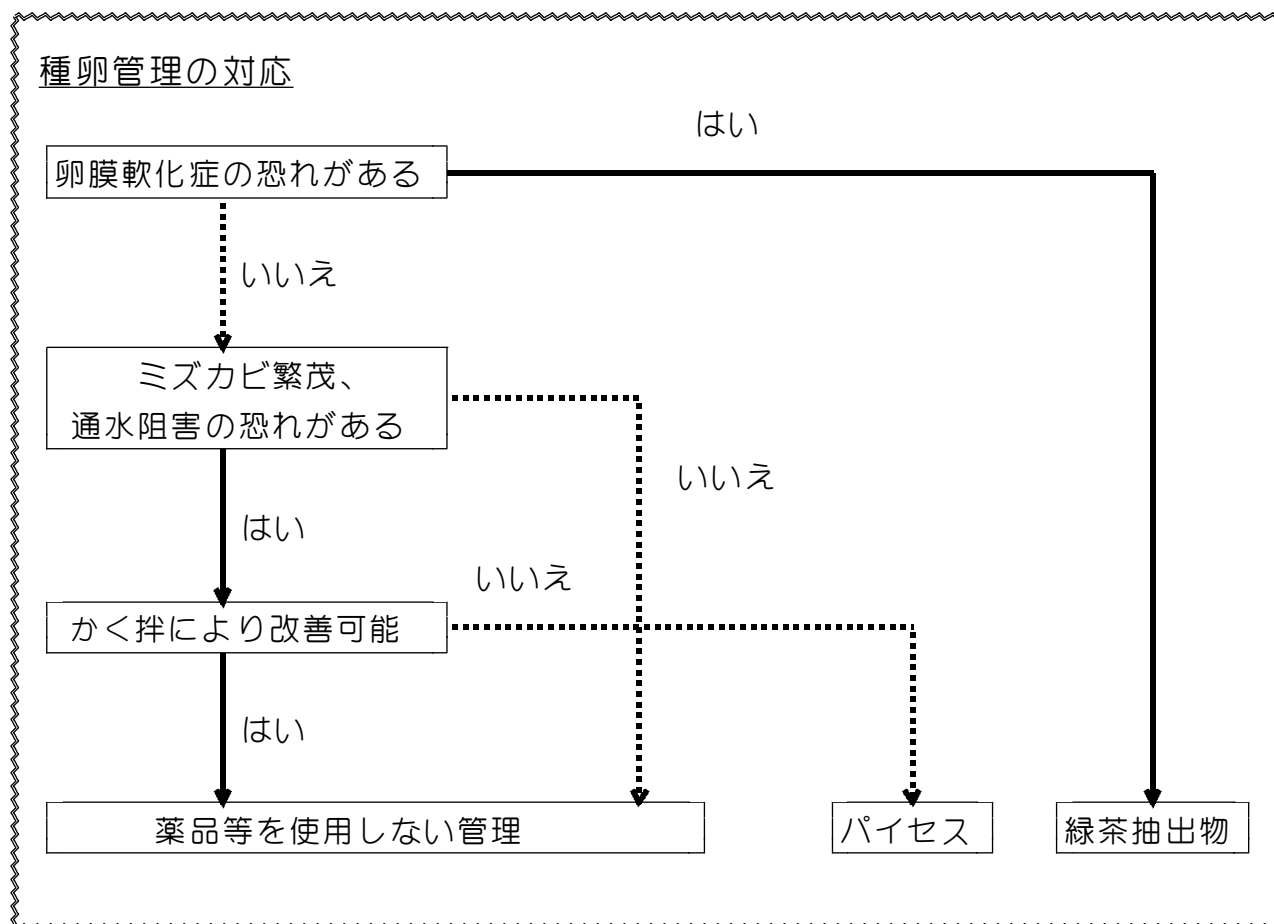 種卵管理の対応
はい
卵膜軟化症の恐れがある
いいえ
ミズカビ繁茂、
通水阻害の恐れがある
いいえ
はい
いいえ
かく拌により改善可能
はい
薬品等を使用しない管理
パイセス
緑茶抽出物